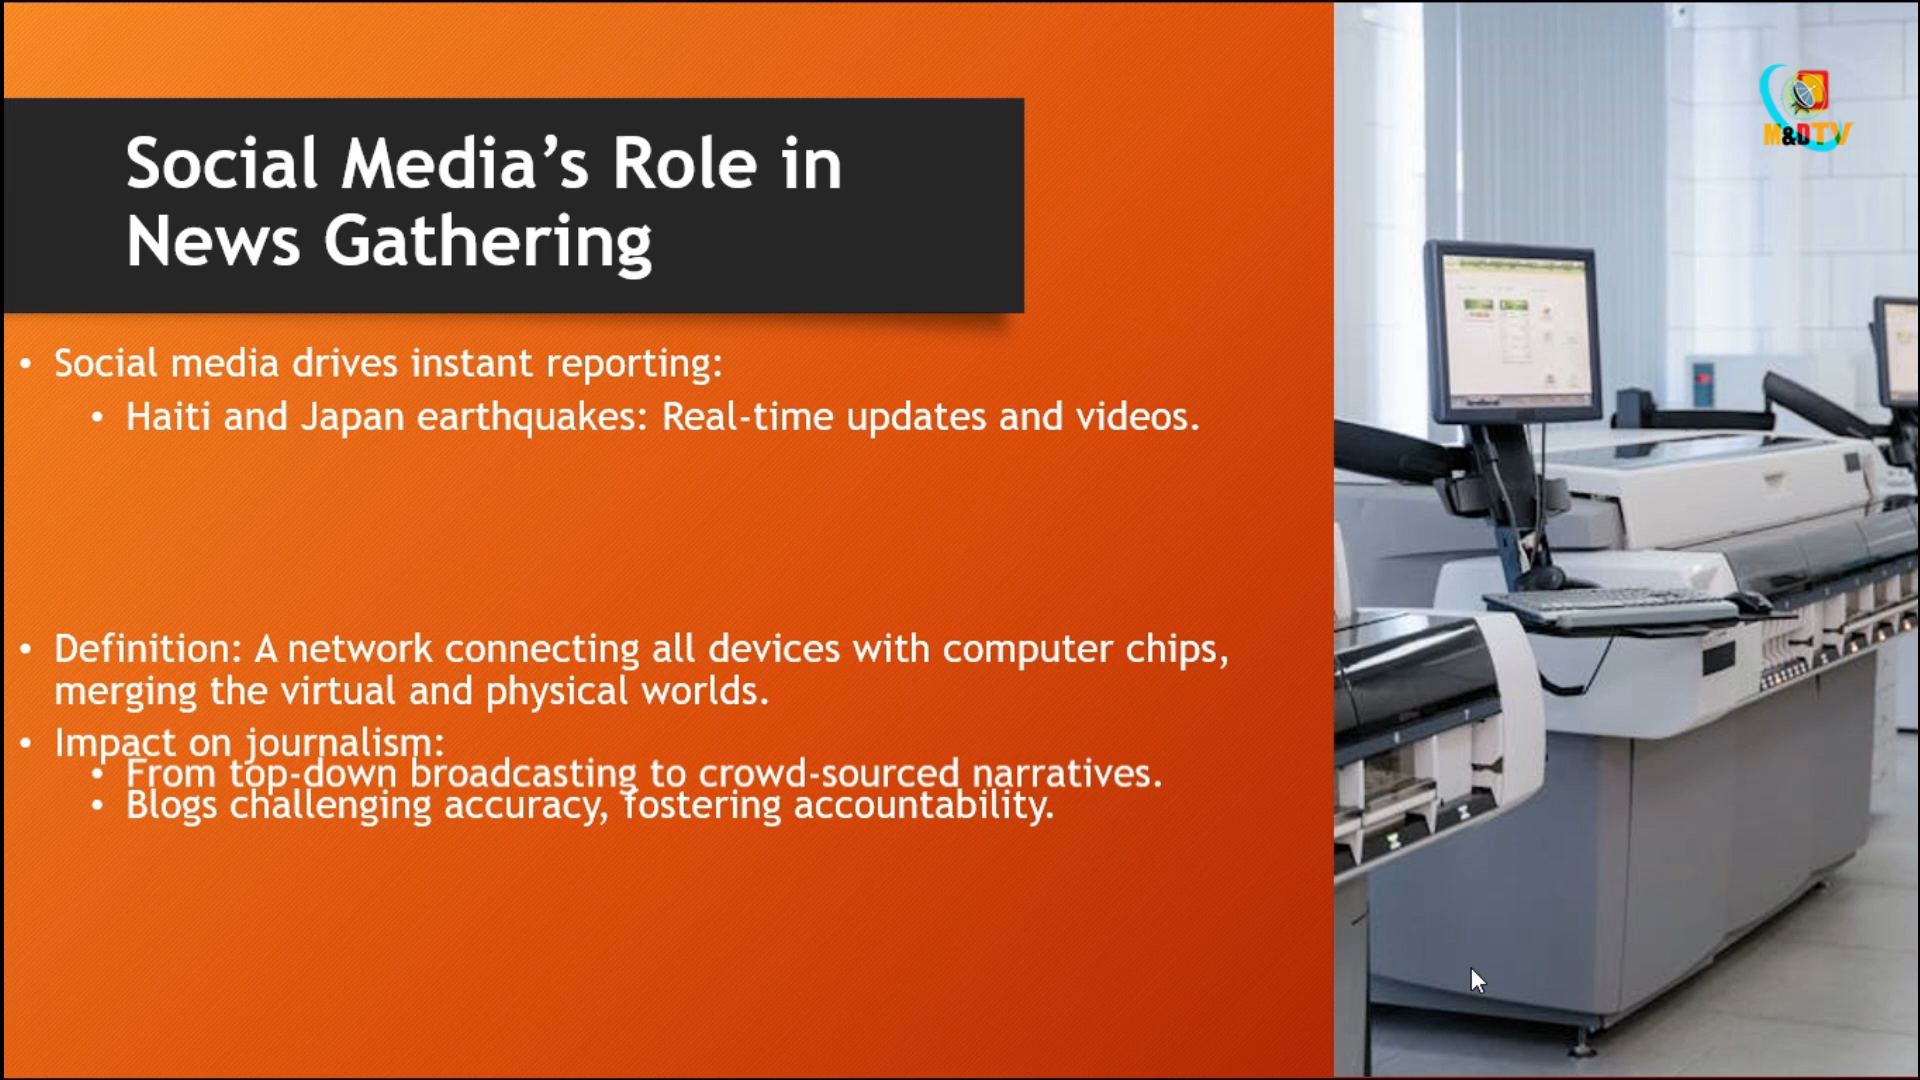 Social Media’s Role in
News Gathering
M&DTV
• Social media drives instant reporting:
• Haiti and Japan earthquakes: Real-time updates and videos.
• Definition: A network connecting all devices with computer chips,
merging the virtual and physical worlds.
• Impact on journalism:
• From top-down broadcasting to crowd-sourced narratives.
• Blogs challenging accuracy, fostering accountability.